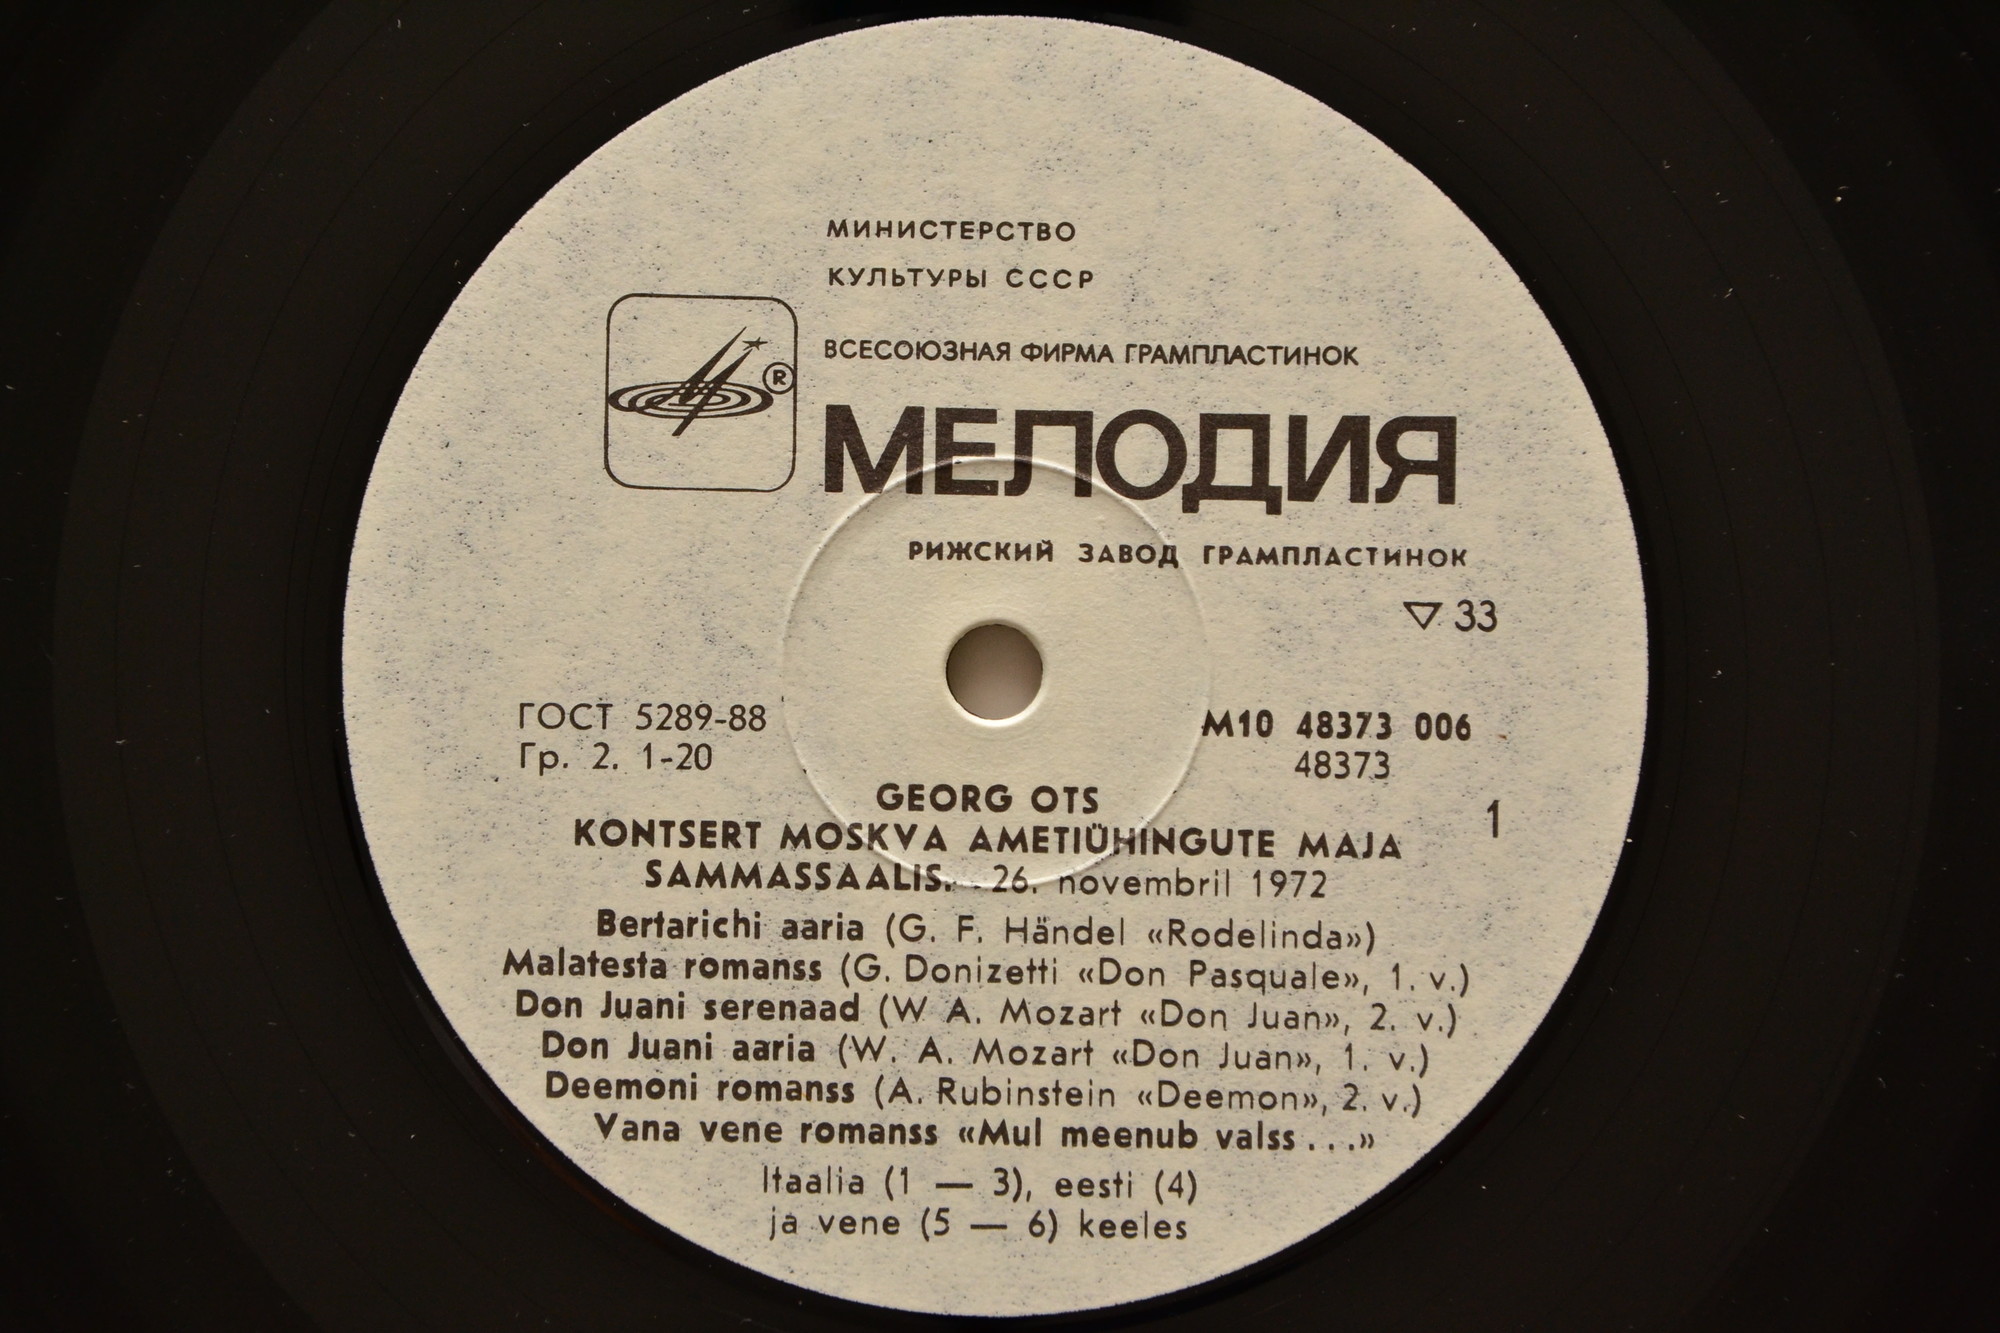 МИНИСТЕРСТВО
КУЛЬТУРЫ СССР
ВСЕСОЮЗНАЯ ФИРМА ГРАМПЛАСТИНОК
®
МЕЛОДИЯ
РИЖСКИЙ ЗАВОД ГРАМПЛАСТИНОК
▽ 33
ГОСТ 5289-88
Гр. 2. 1-20
М10 48373 006
48373
1
GEORG OTS
KONTSERT MOSKVA AMETIÜHINGUTE MAJA
SAMMASSAALIS. 26. novembril 1972
Bertarichi aaria (G. F. Händel «Rodelinda»)
Malatesta romanss (G. Donizetti «Don Pasquale», 1. v.)
Don Juani serenaad (W. A. Mozart «Don Juan», 2. v.)
Don Juani aaria (W. A. Mozart «Don Juan», 1. v.)
Deemoni romanss (A. Rubinstein «Deemon», 2. v.)
Vana vene romanss «Mul meenub valss...»
Itaalia (1 — 3), eesti (4)
ja vene (5 — 6) keeles